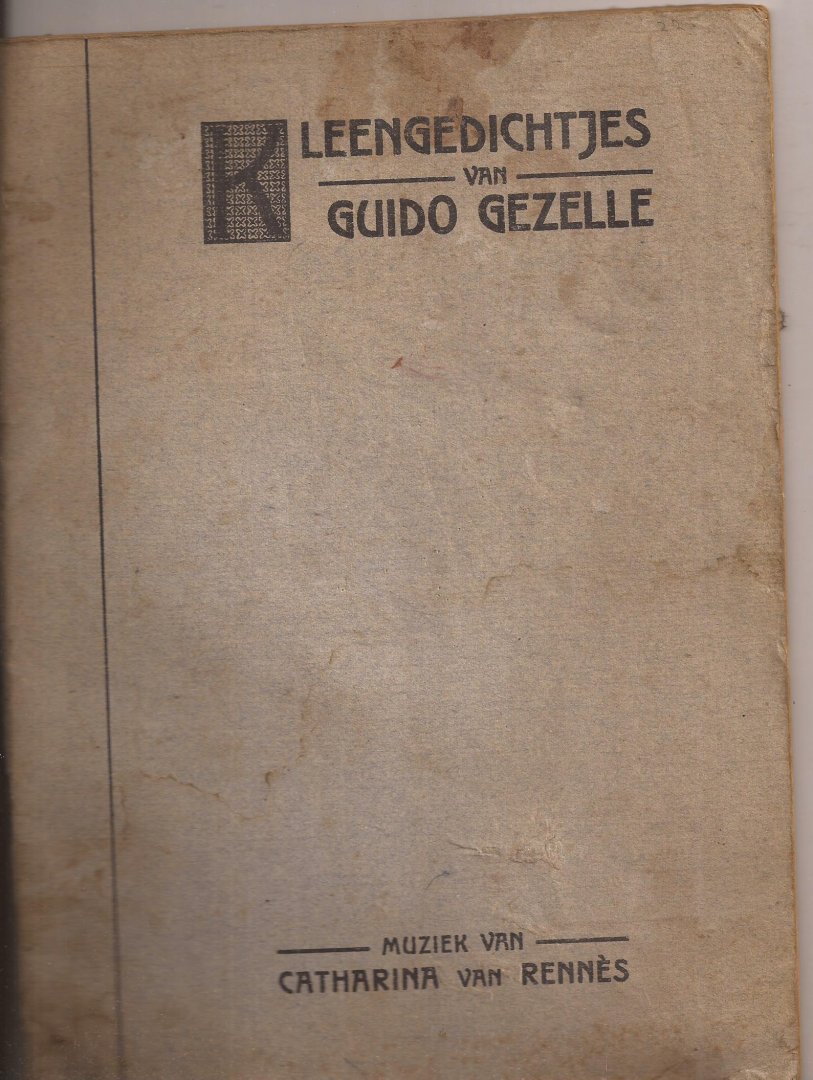 KLEENGEDICHTJES
VAN
GUIDO GEZELLE
MUZIEK VAN
CATHARINA VAN RENNÈS